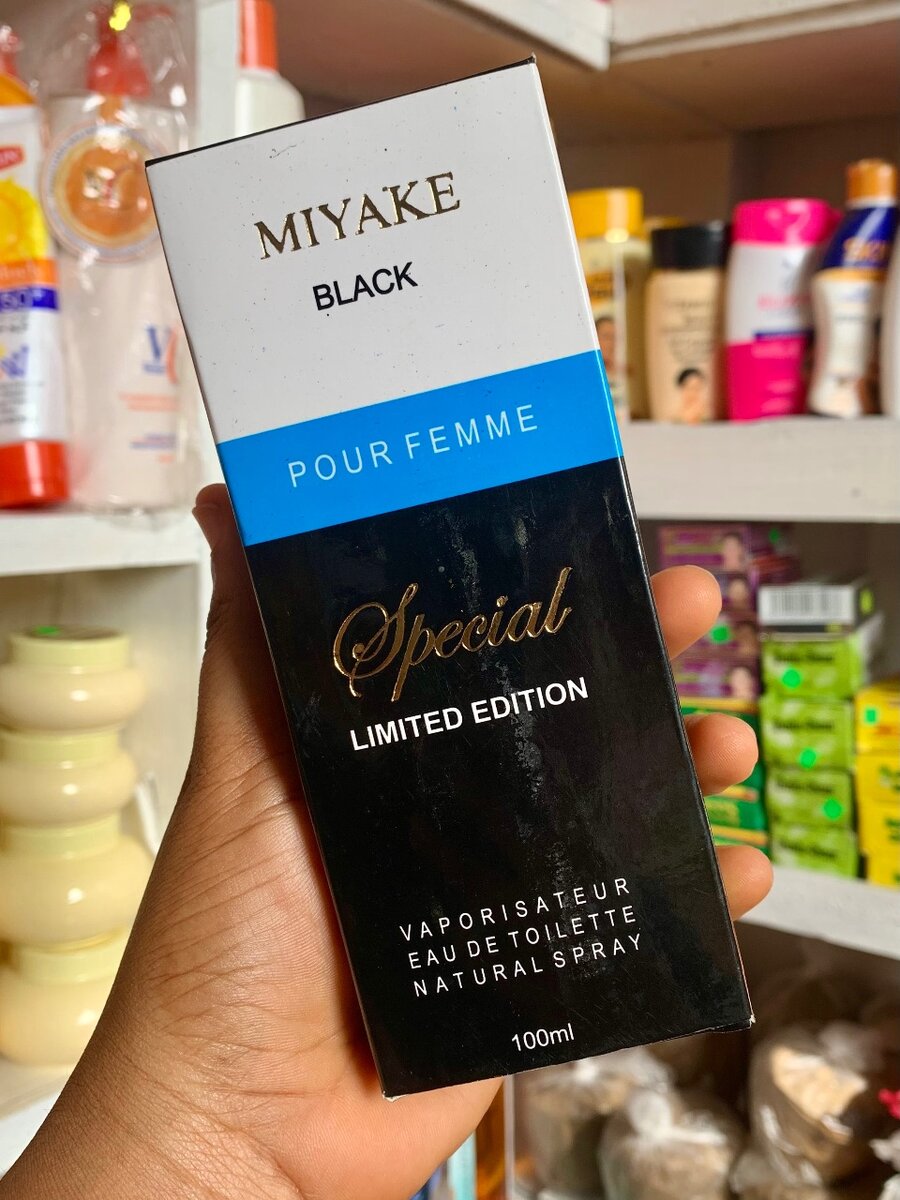 MIYAKE
BLACK
POUR FEMME
Special
LIMITED EDITION
VAPORISATEUR
EAU DE TOILETTE
NATURAL SPRAY
100ml